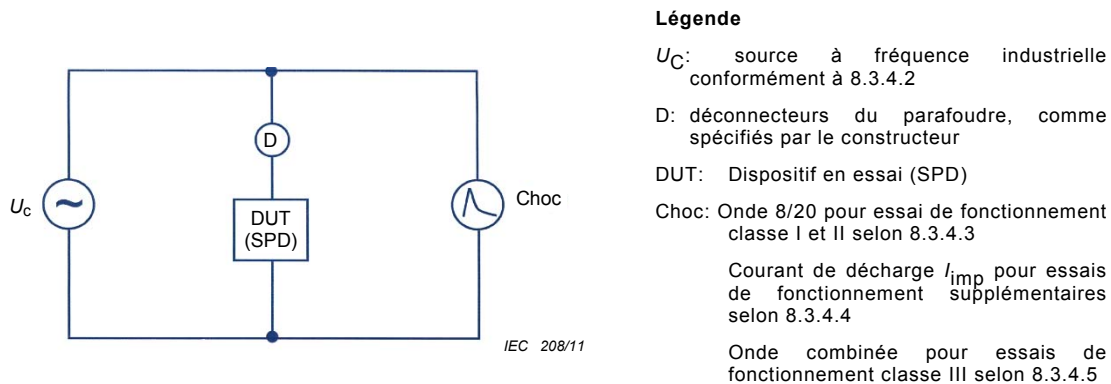 U_C
D
DUT
(SPD)
Choc
IEC 208/11
Légende
U_C: source à fréquence industrielle
conformément à 8.3.4.2
D: déconnecteurs du parafoudre, comme
spécifiés par le constructeur
DUT: Dispositif en essai (SPD)
Choc: Onde 8/20 pour essai de fonctionnement
classe I et II selon 8.3.4.3
Courant de décharge I_imp pour essais
de fonctionnement supplémentaires
selon 8.3.4.4
Onde combinée pour essais de
fonctionnement classe III selon 8.3.4.5